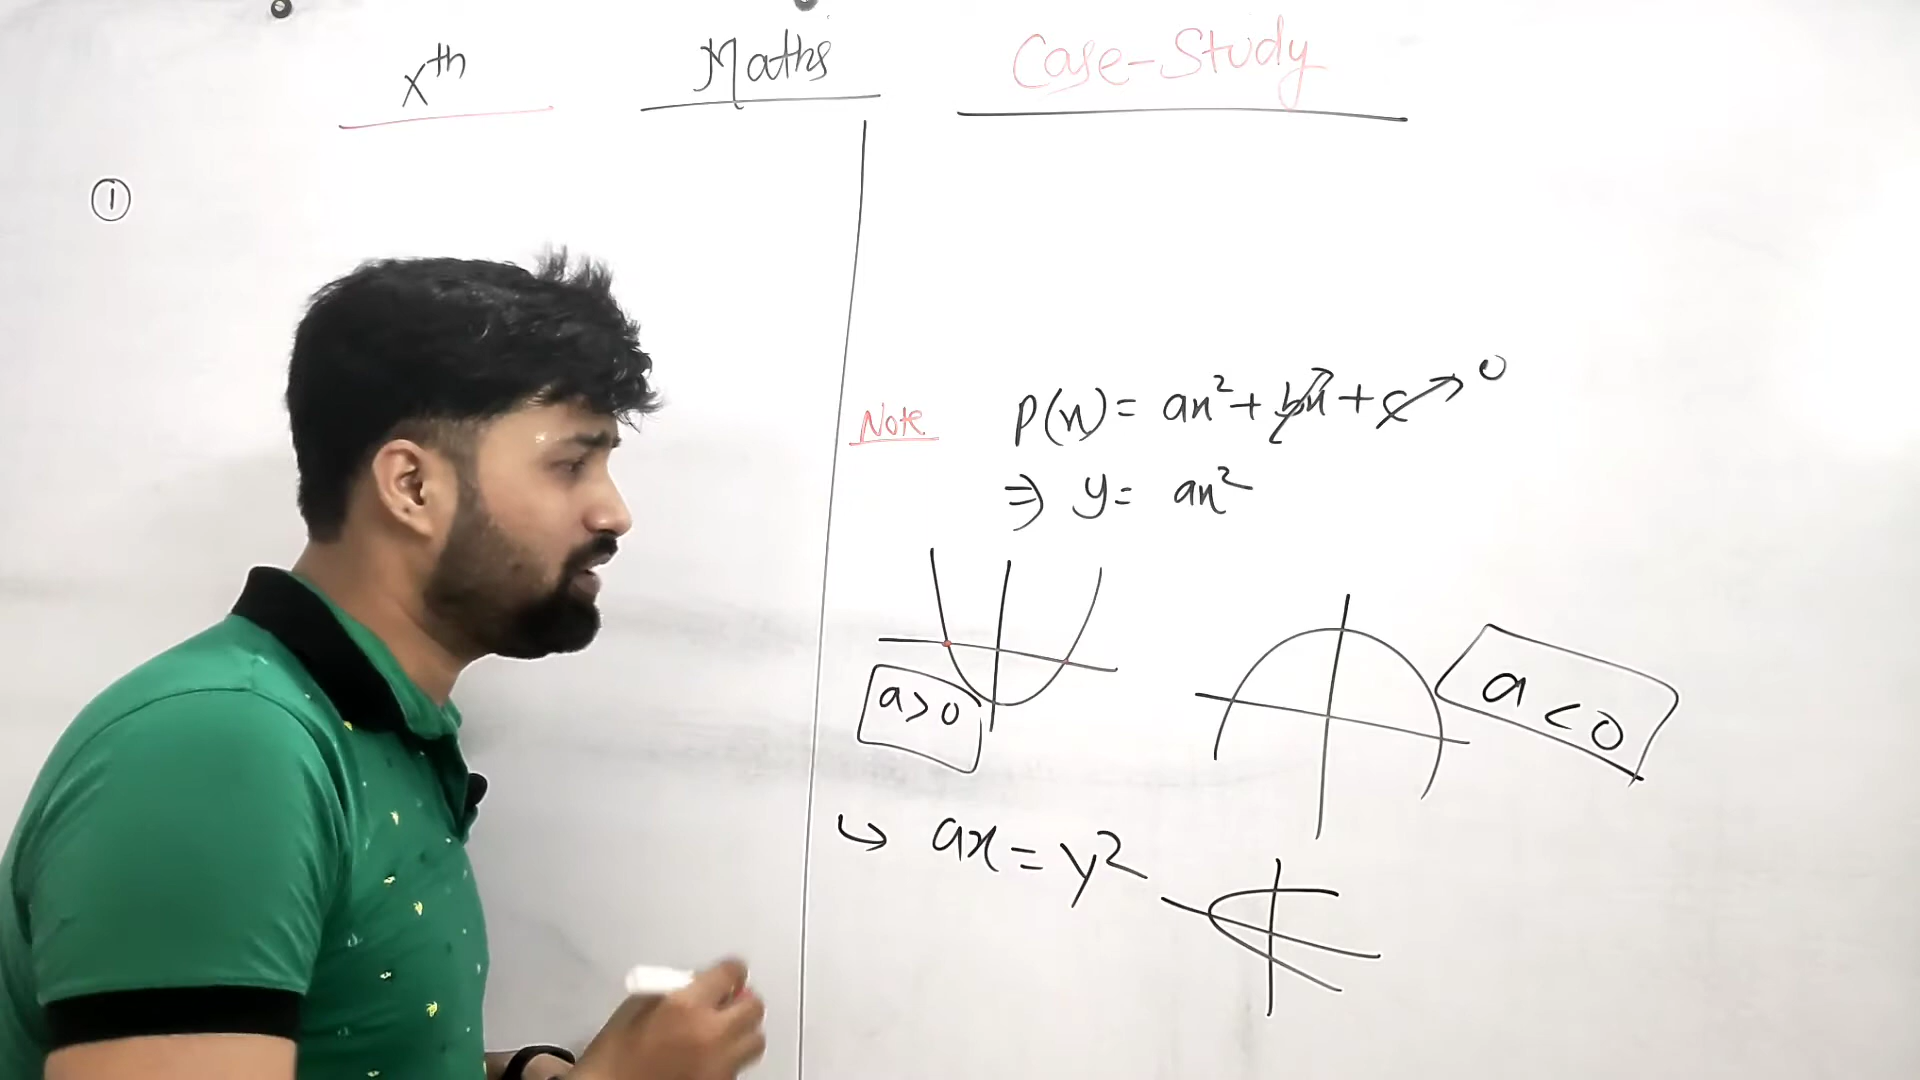 Xth Maths Case-Study
①
Note P(x) = ax² + bx + c → 0
⇒ y = ax²
a > 0
a < 0
↪ ax = y²